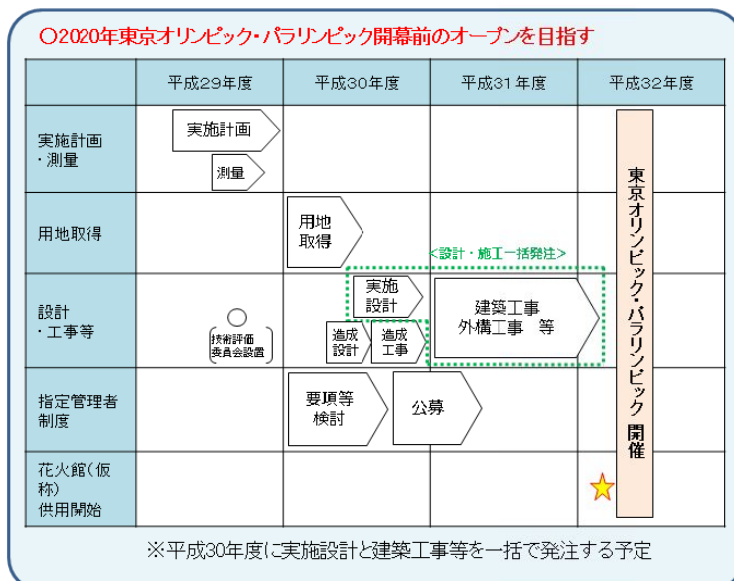 〇2020年東京オリンピック・パラリンピック開幕前のオープンを目指す
平成29年度
平成30年度
平成31年度
平成32年度
実施計画
・測量
実施計画
測量
用地取得
用地
取得
<設計・施工一括発注>
設計
・工事等
技術評価
委員会設置
実施
設計
造成
設計
造成
工事
建築工事
外構工事 等
指定管理者
制度
要項等
検討
公募
花火館(仮
称)
供用開始
東京オリンピック・パラリンピック 開催
※平成30年度に実施設計と建築工事等を一括で発注する予定